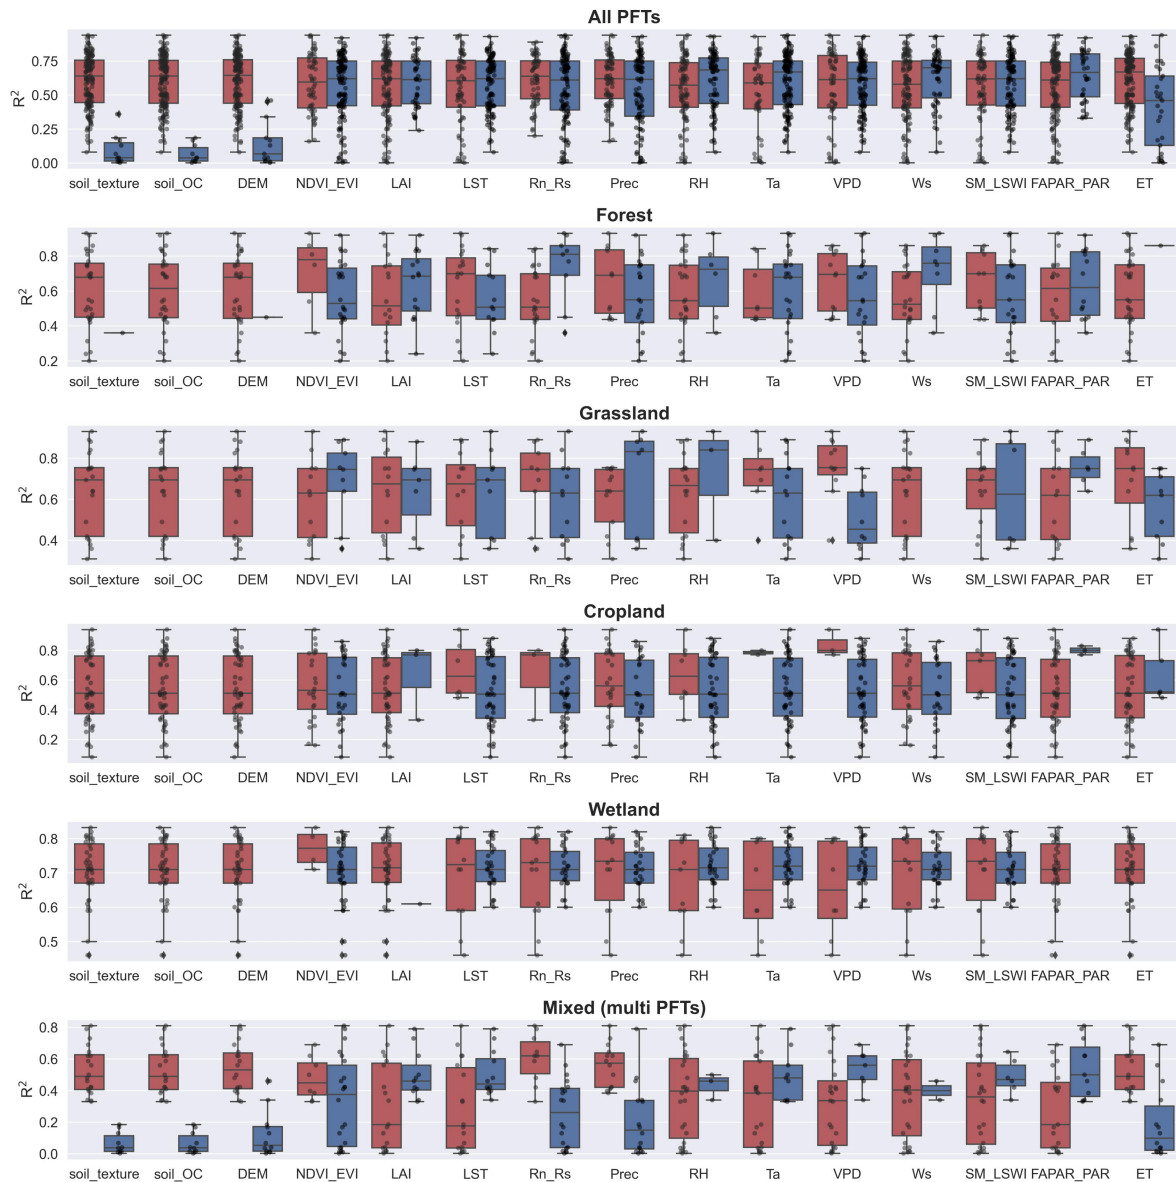 All PFTs
R²
0.75
0.50
0.25
0.00
soil_texture soil_OC DEM NDVI_EVI LAI LST Rn_Rs Prec RH Ta VPD Ws SM_LSWI FAPAR_PAR ET
Forest
R²
0.8
0.6
0.4
0.2
soil_texture soil_OC DEM NDVI_EVI LAI LST Rn_Rs Prec RH Ta VPD Ws SM_LSWI FAPAR_PAR ET
Grassland
R²
0.8
0.6
0.4
soil_texture soil_OC DEM NDVI_EVI LAI LST Rn_Rs Prec RH Ta VPD Ws SM_LSWI FAPAR_PAR ET
Cropland
R²
0.8
0.6
0.4
0.2
soil_texture soil_OC DEM NDVI_EVI LAI LST Rn_Rs Prec RH Ta VPD Ws SM_LSWI FAPAR_PAR ET
Wetland
R²
0.8
0.7
0.6
0.5
soil_texture soil_OC DEM NDVI_EVI LAI LST Rn_Rs Prec RH Ta VPD Ws SM_LSWI FAPAR_PAR ET
Mixed (multi PFTs)
R²
0.8
0.6
0.4
0.2
0.0
soil_texture soil_OC DEM NDVI_EVI LAI LST Rn_Rs Prec RH Ta VPD Ws SM_LSWI FAPAR_PAR ET